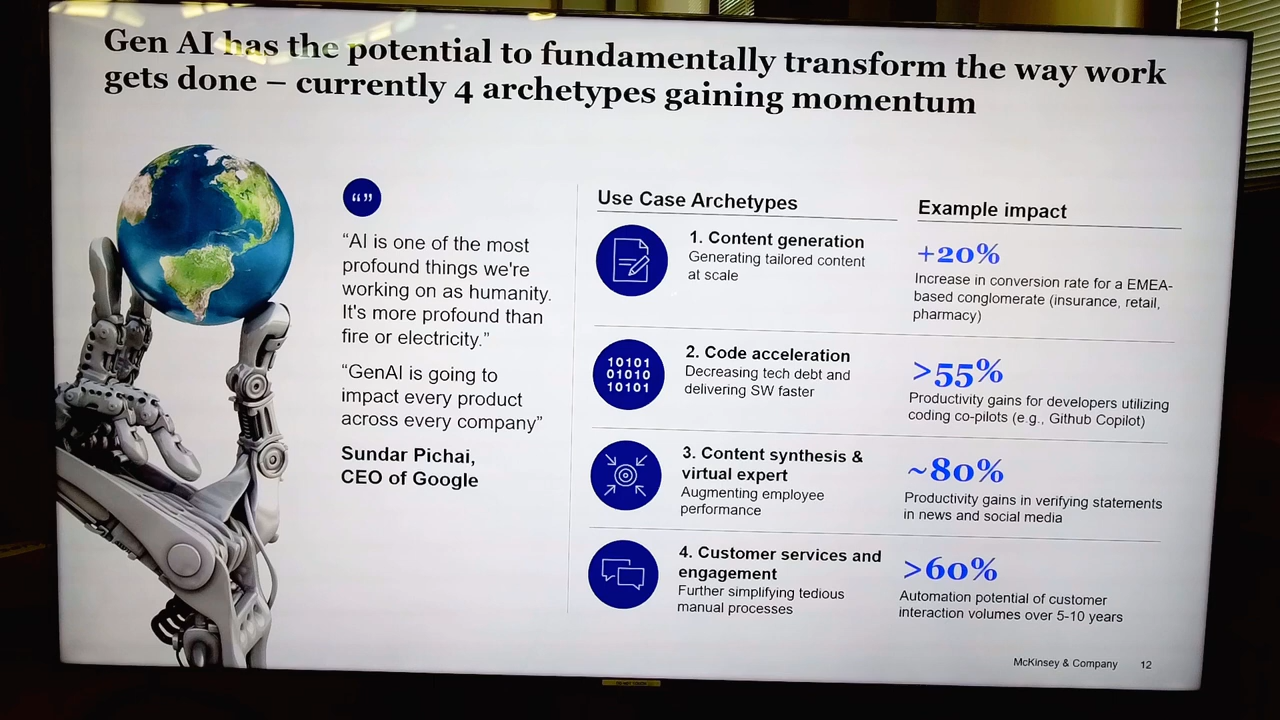 Gen AI has the potential to fundamentally transform the way work
gets done – currently 4 archetypes gaining momentum
“”
“AI is one of the most
profound things we're
working on as humanity.
It's more profound than
fire or electricity.”
“GenAI is going to
impact every product
across every company”
Sundar Pichai,
CEO of Google
Use Case Archetypes
Example impact
1. Content generation
Generating tailored content
at scale
+20%
Increase in conversion rate for a EMEA-
based conglomerate (insurance, retail,
pharmacy)
10101
01010
10101
2. Code acceleration
Decreasing tech debt and
delivering SW faster
>55%
Productivity gains for developers utilizing
coding co-pilots (e.g., Github Copilot)
3. Content synthesis &
virtual expert
Augmenting employee
performance
~80%
Productivity gains in verifying statements
in news and social media
4. Customer services and
engagement
Further simplifying tedious
manual processes
>60%
Automation potential of customer
interaction volumes over 5-10 years
McKinsey & Company 12